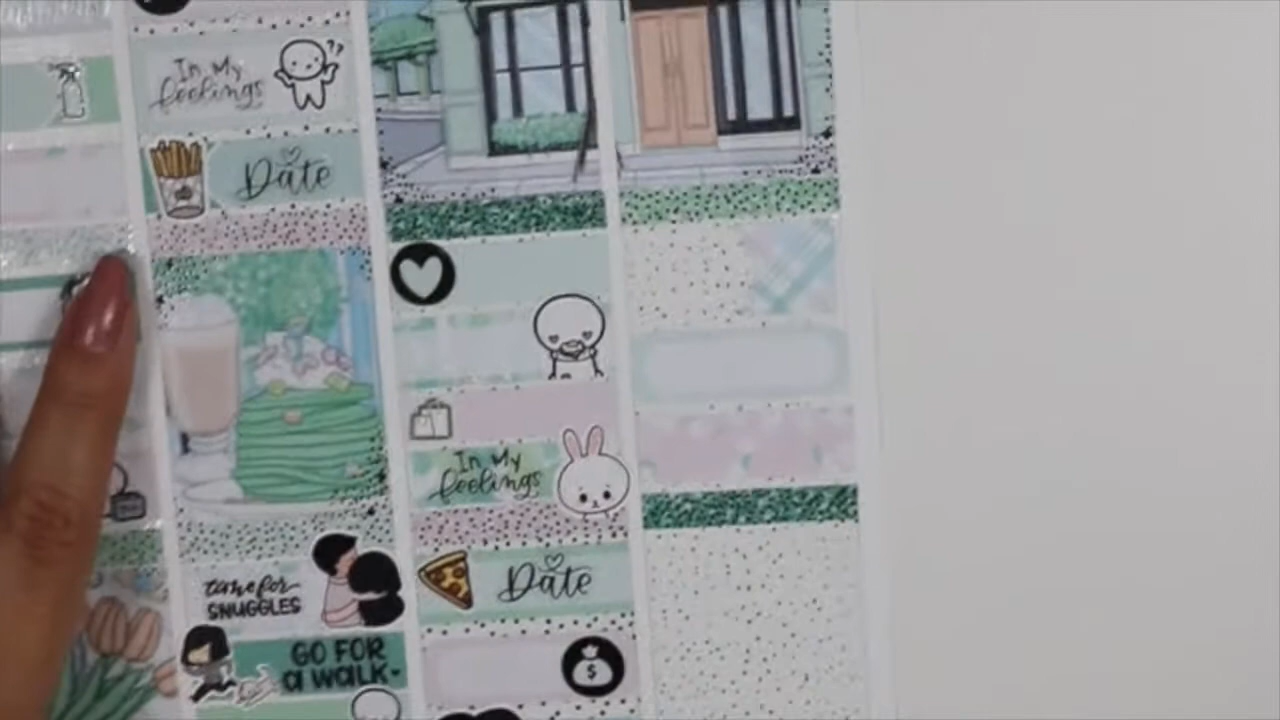 In My
feelings
Date
In My
feelings
Date
time for
SNUGGLES
GO FOR
a WALK
$